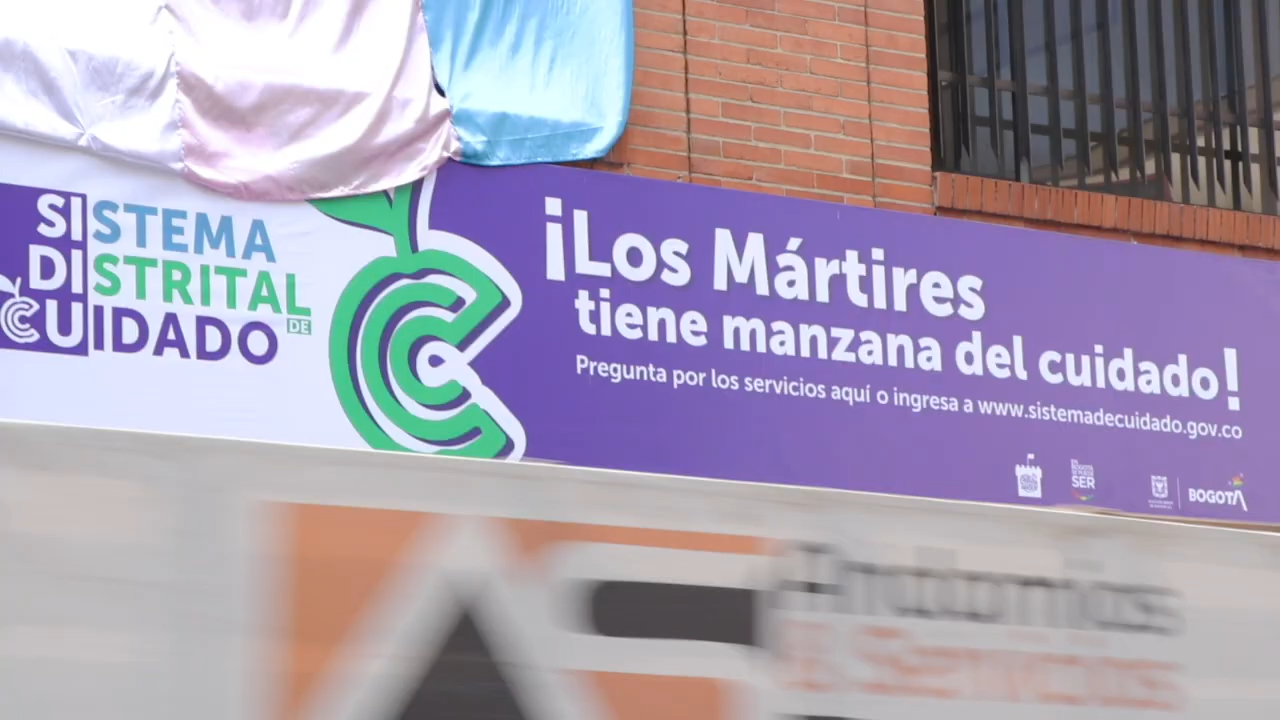 SISTEMA
DISTRITAL
DE
CUIDADO
¡Los Mártires
tiene manzana del cuidado!
Pregunta por los servicios aquí o ingresa a www.sistemadecuidado.gov.co
SER
BOGOTÁ
& Servicios